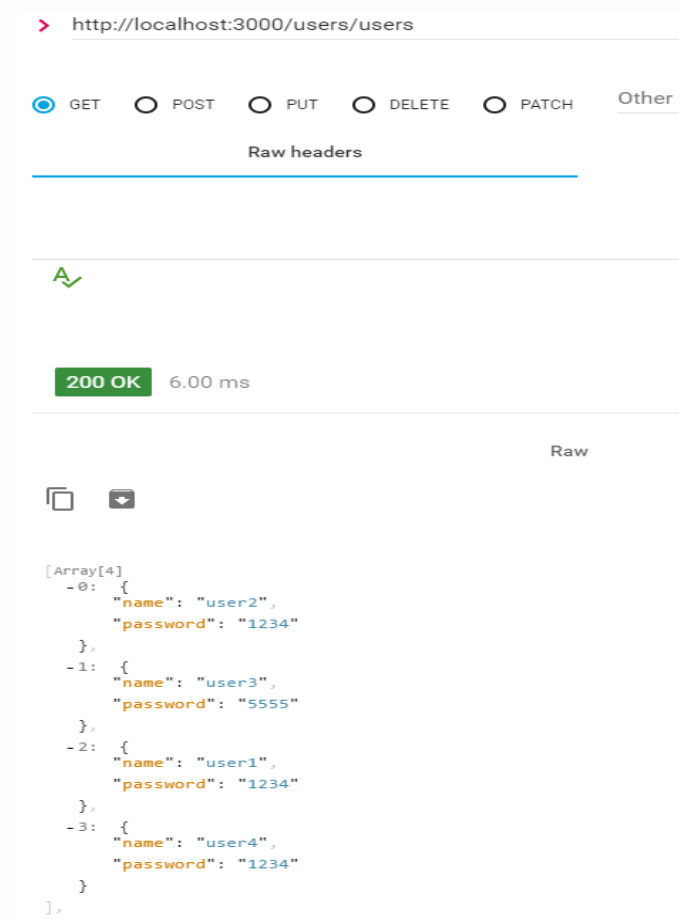 http://localhost:3000/users/users
GET POST PUT DELETE PATCH Other
Raw headers
200 OK 6.00 ms
Raw
[Array[4]
-0: {
"name": "user2",
"password": "1234"
},
-1: {
"name": "user3",
"password": "5555"
},
-2: {
"name": "user1",
"password": "1234"
},
-3: {
"name": "user4",
"password": "1234"
}
],